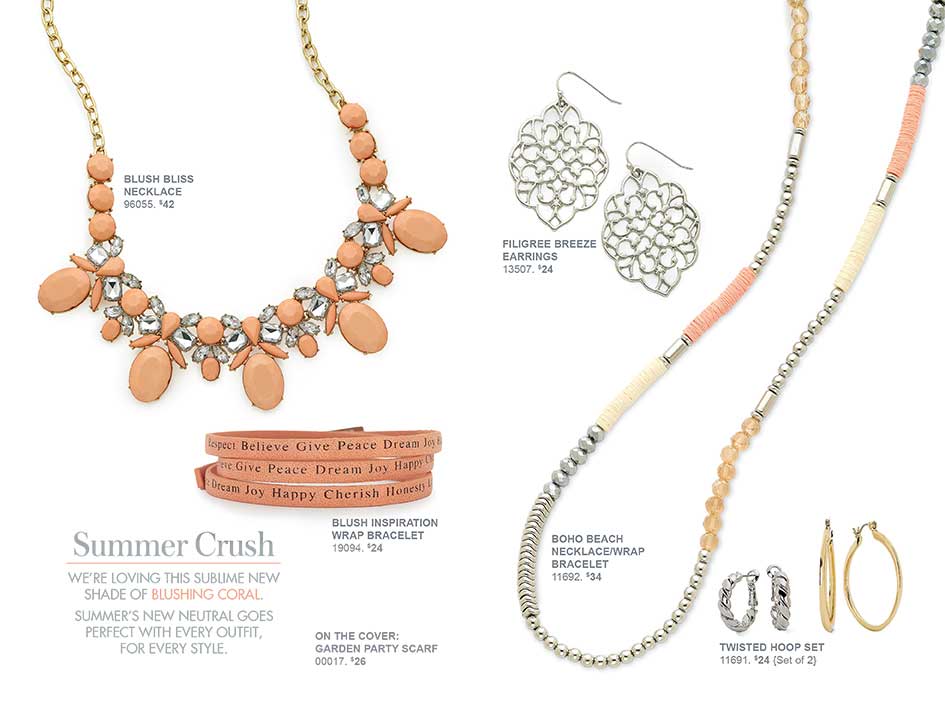 BLUSH BLISS
NECKLACE
96055. $42
FILIGREE BREEZE
EARRINGS
13507. $24
Respect Believe Give Peace Dream Joy
Give Peace Dream Joy Happy
Dream Joy Happy Cherish Honesty
BLUSH INSPIRATION
WRAP BRACELET
19094. $24
Summer Crush
WE'RE LOVING THIS SUBLIME NEW
SHADE OF BLUSHING CORAL.
SUMMER'S NEW NEUTRAL GOES
PERFECT WITH EVERY OUTFIT,
FOR EVERY STYLE.
ON THE COVER:
GARDEN PARTY SCARF
00017. $26
BOHO BEACH
NECKLACE/WRAP
BRACELET
11692. $34
TWISTED HOOP SET
11691. $24 {Set of 2}